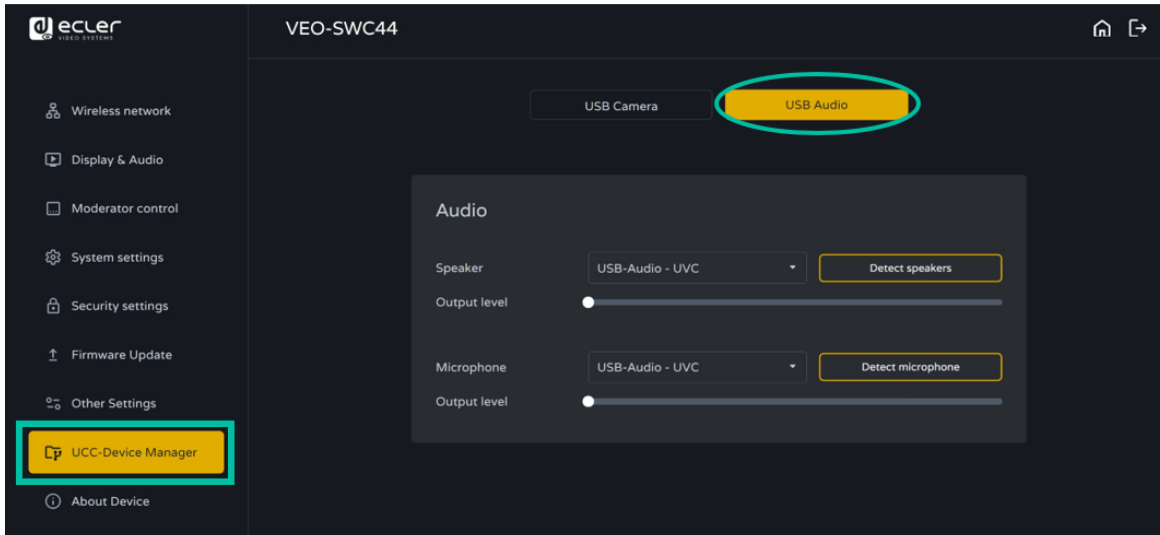 ecler
VIDEO SYSTEMS
VEO-SWC44
Wireless network
Display & Audio
Moderator control
System settings
Security settings
Firmware Update
Other Settings
UCC-Device Manager
About Device
USB Camera
USB Audio
Audio
Speaker
USB-Audio - UVC
Detect speakers
Output level
Microphone
USB-Audio - UVC
Detect microphone
Output level